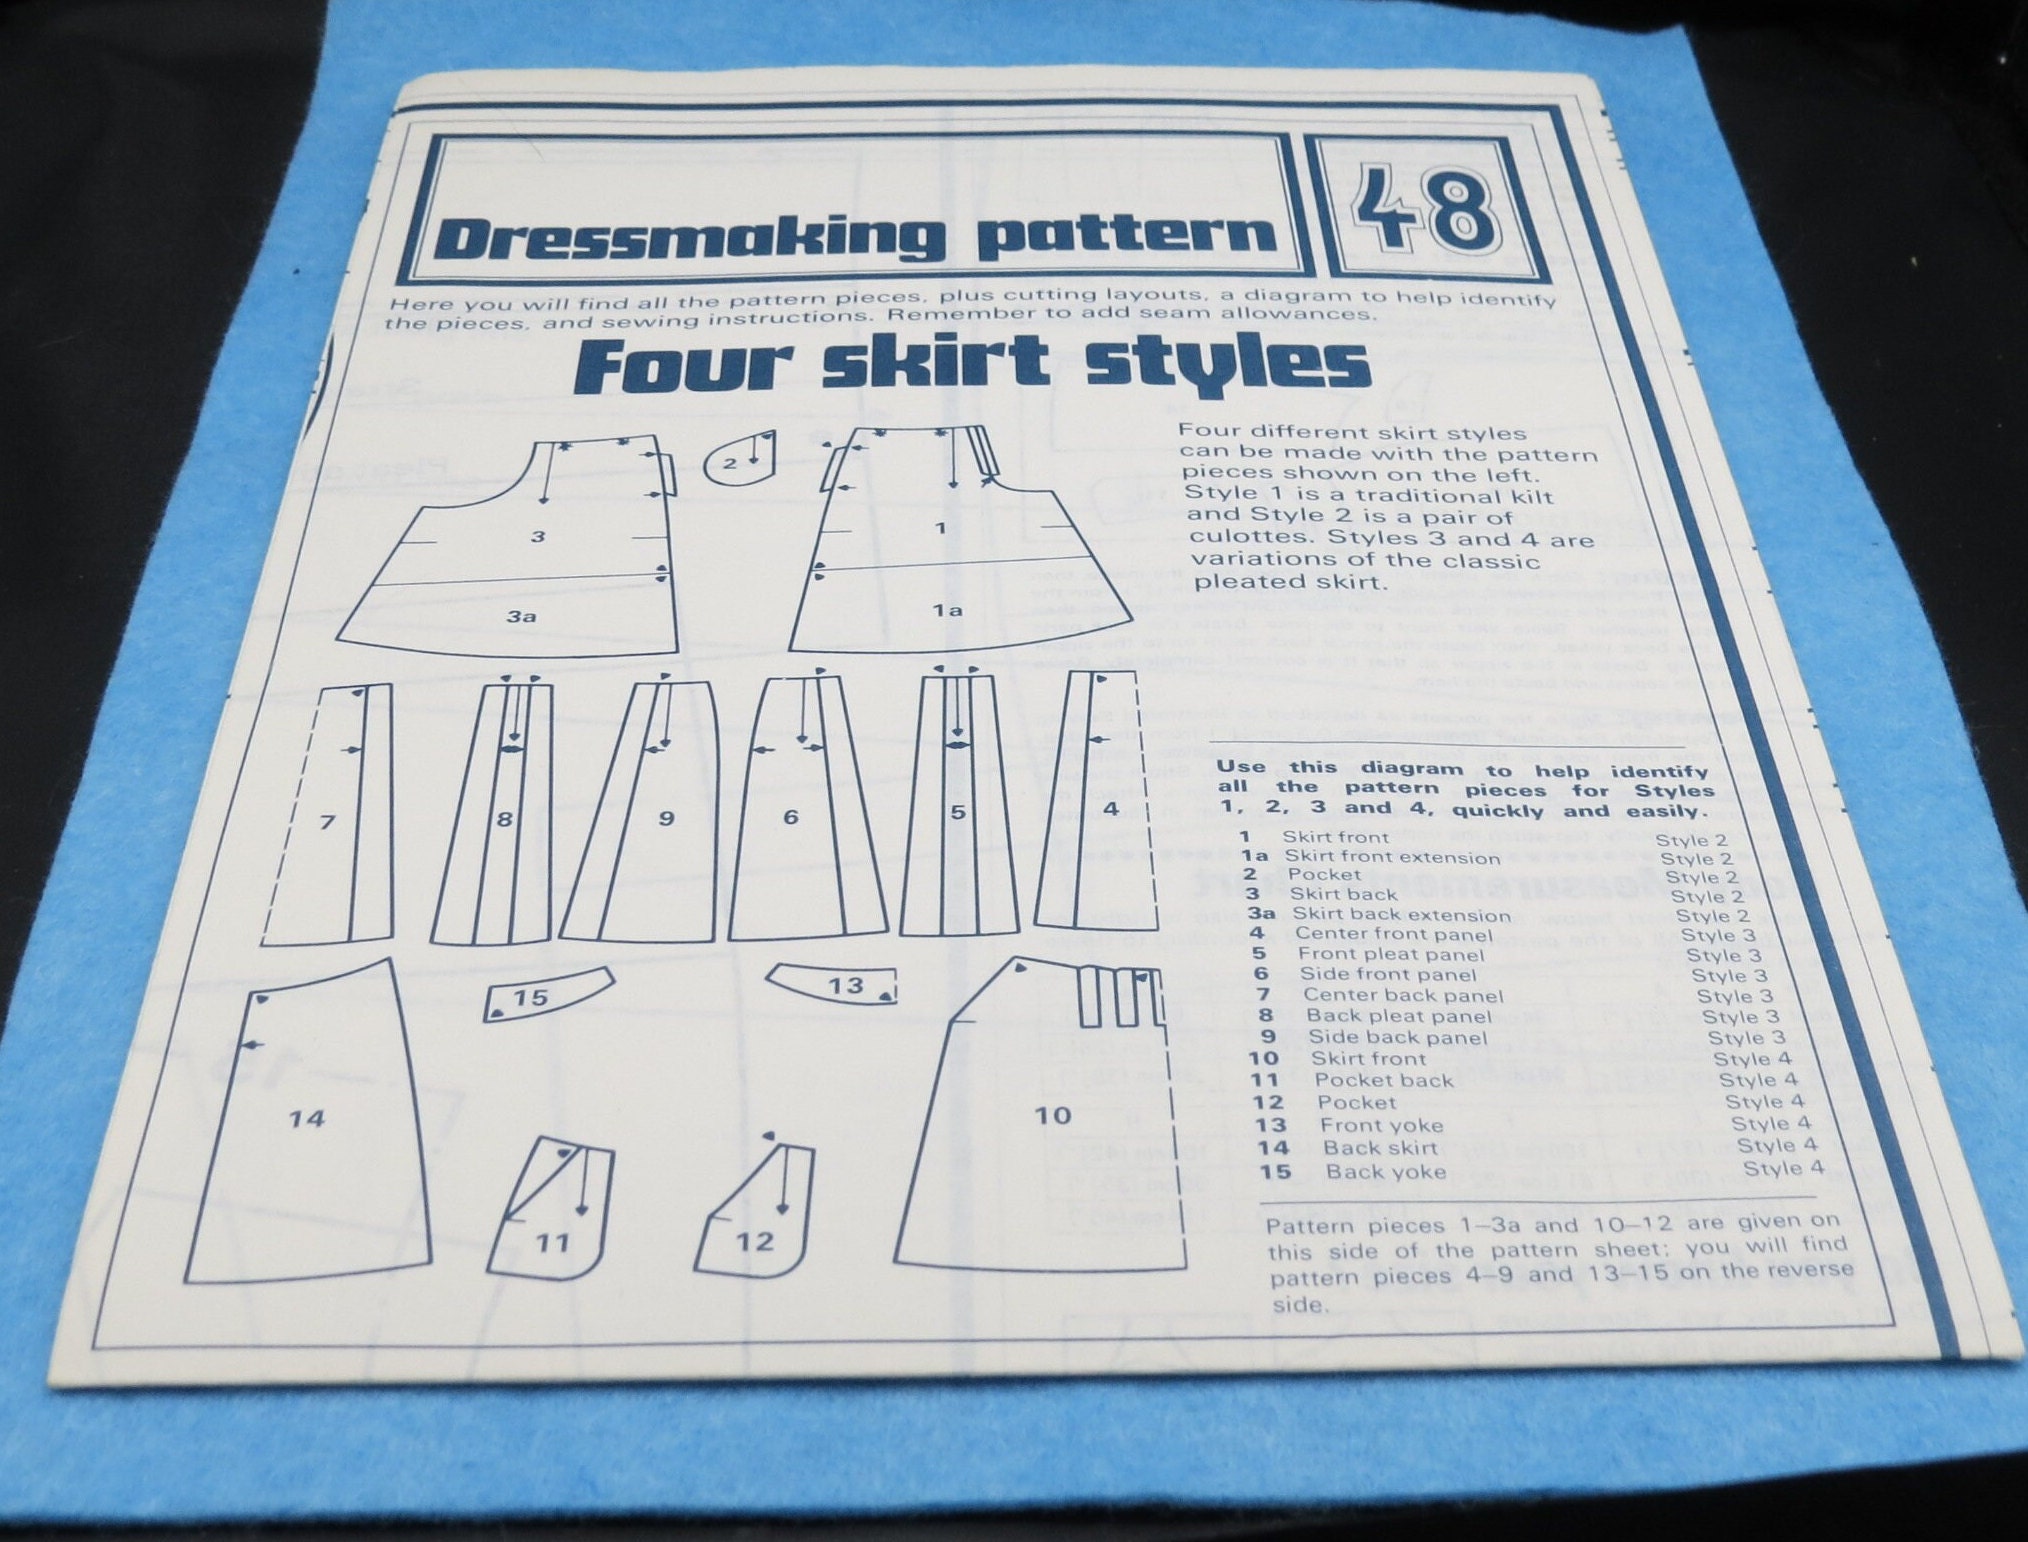 Dressmaking pattern
48
Here you will find all the pattern pieces, plus cutting layouts, a diagram to help identify
the pieces, and sewing instructions. Remember to add seam allowances.
Four skirt styles
Four different skirt styles
can be made with the pattern
pieces shown on the left.
Style 1 is a traditional kilt
and Style 2 is a pair of
culottes. Styles 3 and 4 are
variations of the classic
pleated skirt.
2
3
1
3a
1a
7
8
9
6
5
4
Use this diagram to help identify
all the pattern pieces for Styles
1, 2, 3 and 4, quickly and easily.
1 Skirt front Style 2
1a Skirt front extension Style 2
2 Pocket Style 2
3 Skirt back Style 2
3a Skirt back extension Style 2
4 Center front panel Style 3
5 Front pleat panel Style 3
6 Side front panel Style 3
7 Center back panel Style 3
8 Back pleat panel Style 3
9 Side back panel Style 3
10 Skirt front Style 4
11 Pocket back Style 4
12 Pocket Style 4
13 Front yoke Style 4
14 Back skirt Style 4
15 Back yoke Style 4
15
13
14
10
11
12
Pattern pieces 1–3a and 10–12 are given on
this side of the pattern sheet; you will find
pattern pieces 4–9 and 13–15 on the reverse
side.